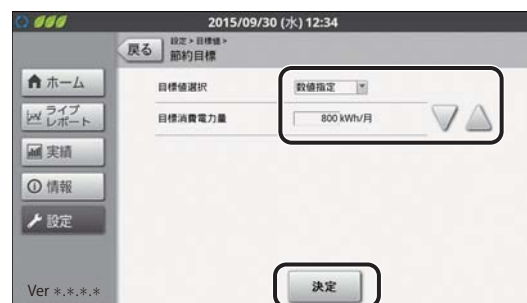 2015/09/30 (水) 12:34
戻る
設定>目標値>
節約目標
ホーム
ライブ
レポート
実績
情報
設定
目標値選択
数値指定
目標消費電力量
800 kWh/月
決定
Ver *.*.*.*